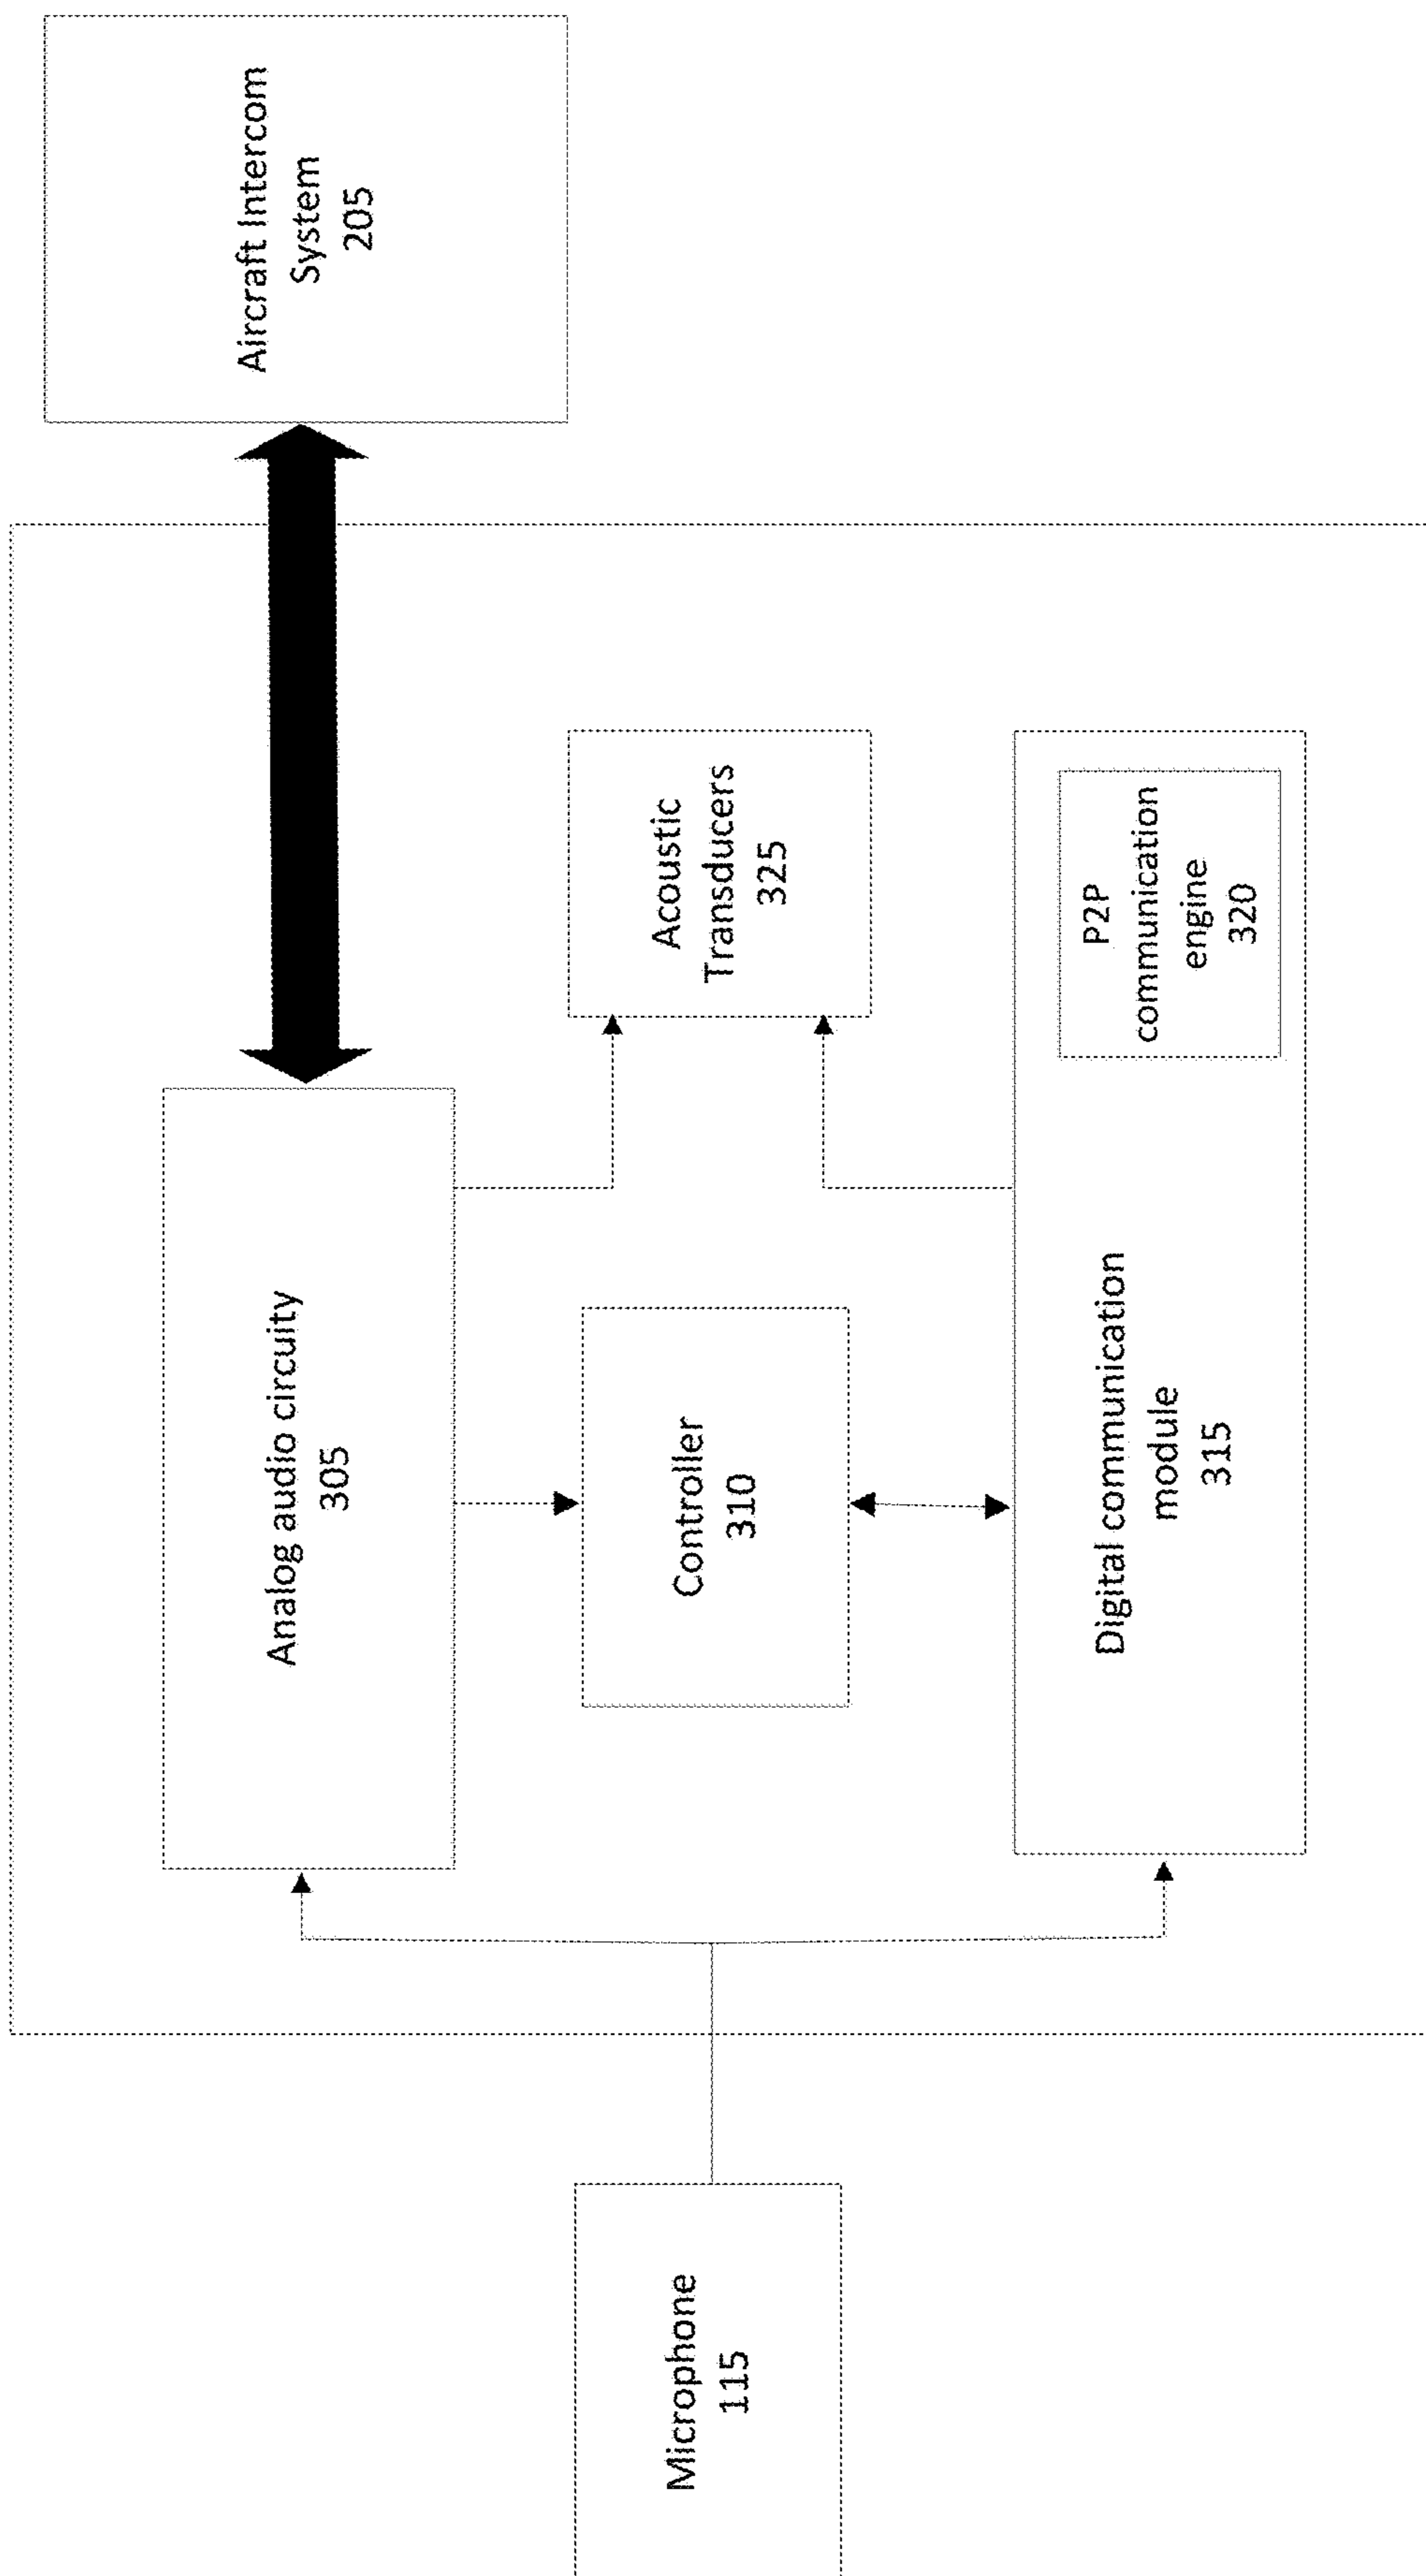 Aircraft Intercom
System
205
Analog audio circuity
305
Acoustic
Transducers
325
Controller
310
P2P
communication
engine
320
Digital communication
module
315
Microphone
115